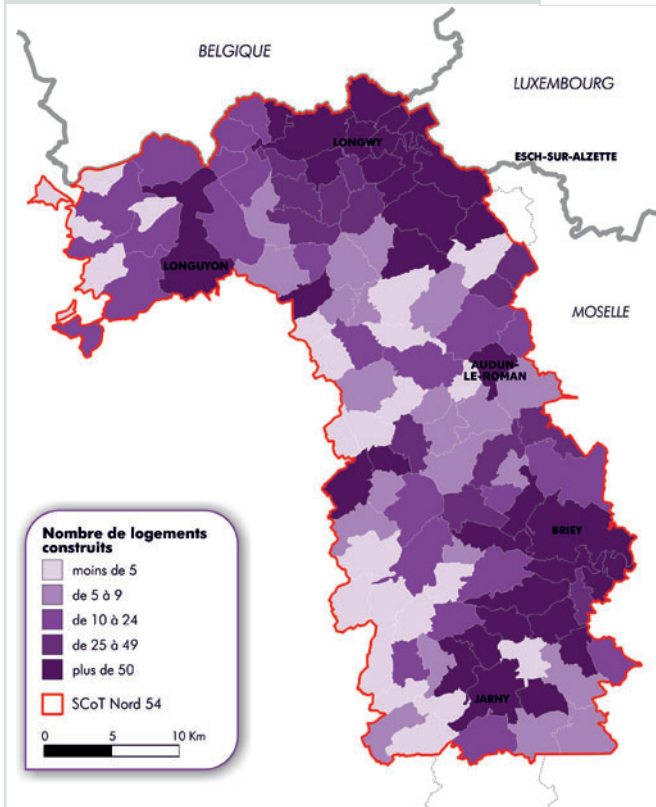 BELGIQUE
LUXEMBOURG
LONGWY
ESCH-SUR-ALZETTE
LONGUYON
MOSELLE
AUDUN-
LE-ROMAN
BRIEY
JARNY
Nombre de logements
construits
moins de 5
de 5 à 9
de 10 à 24
de 25 à 49
plus de 50
SCoT Nord 54
0 5 10 Km